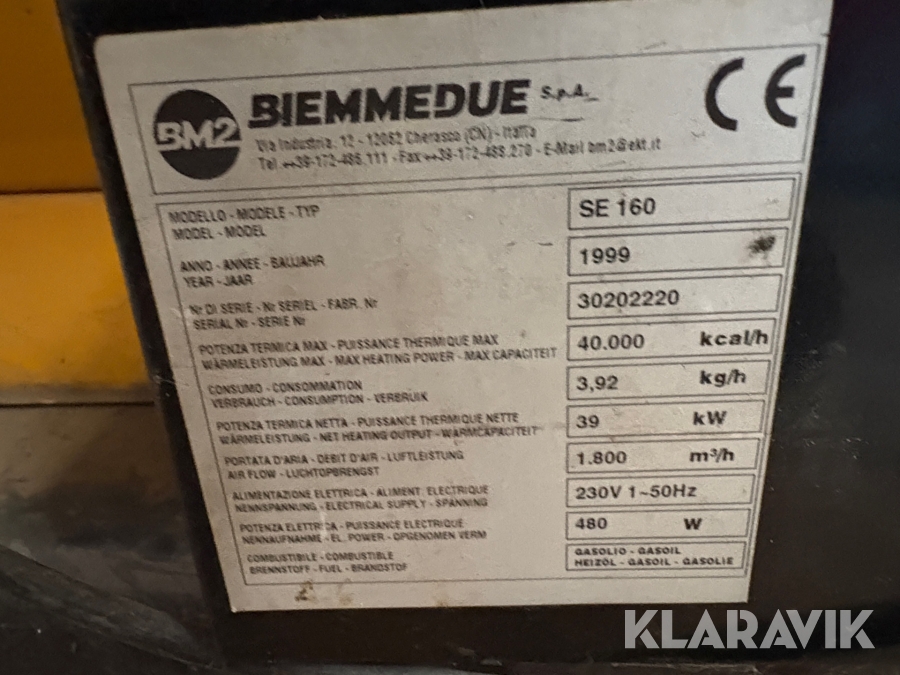 BM2
BIEMMEDUE S.p.A.
Via Industria, 12 - 12062 Cherasco (CN) - Italia
Tel. ++39-172-486.111 - Fax ++39-172-488.270 - E-Mail bm2@ekt.it
CE
MODELLO - MODELE - TYP
MODEL - MODEL
SE 160
ANNO - ANNEE - BAUJAHR
YEAR - JAAR
1999
Nr DI SERIE - Nr SERIEL - FABR. Nr
SERIAL Nr - SERIE Nr
30202220
POTENZA TERMICA MAX - PUISSANCE THERMIQUE MAX
WÄRMELEISTUNG MAX - MAX HEATING POWER - MAX CAPACITEIT
40.000 kcal/h
CONSUMO - CONSOMMATION
VERBRAUCH - CONSUMPTION - VERBRUIK
3,92 kg/h
POTENZA TERMICA NETTA - PUISSANCE THERMIQUE NETTE
WÄRMELEISTUNG - NET HEATING OUTPUT - WARMCAPACITEIT
39 kW
PORTATA D'ARIA - DEBIT D'AIR - LUFTLEISTUNG
AIR FLOW - LUCHTOPBRENGST
1.800 m³/h
ALIMENTAZIONE ELETTRICA - ALIMENT. ELECTRIQUE
NENNSPANNUNG - ELECTRICAL SUPPLY - SPANNING
230V 1~50Hz
POTENZA ELETTRICA - PUISSANCE ELECTRIQUE
NENNAUFNAHME - EL. POWER - OPGENOMEN VERM
480 W
COMBUSTIBILE - COMBUSTIBLE
BRENNSTOFF - FUEL - BRANDSTOF
GASOLIO - GASOIL
HEIZÖL - GASOIL - GASOLIE
KLARAVIK